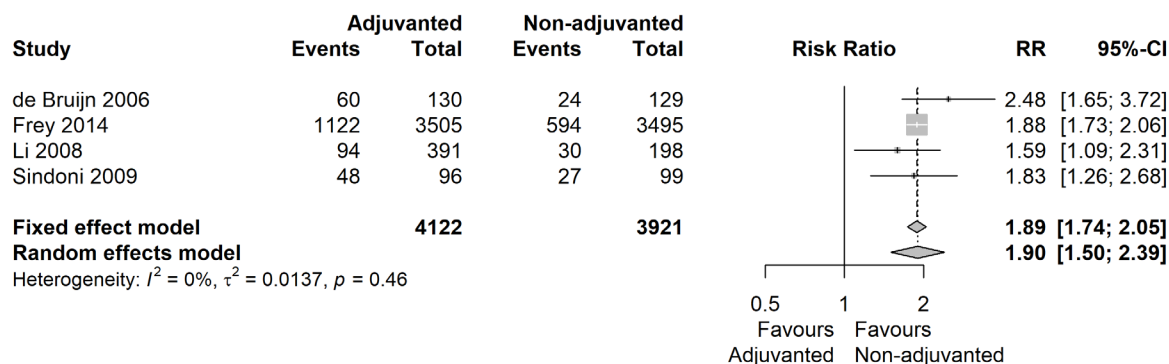 Adjuvanted Non-adjuvanted
Study Events Total Events Total Risk Ratio RR 95%-CI
de Bruijn 2006 60 130 24 129 2.48 [1.65; 3.72]
Frey 2014 1122 3505 594 3495 1.88 [1.73; 2.06]
Li 2008 94 391 30 198 1.59 [1.09; 2.31]
Sindoni 2009 48 96 27 99 1.83 [1.26; 2.68]
Fixed effect model 4122 3921 1.89 [1.74; 2.05]
Random effects model 1.90 [1.50; 2.39]
Heterogeneity: I² = 0%, τ² = 0.0137, p = 0.46
0.5 1 2
Favours Favours
Adjuvanted Non-adjuvanted